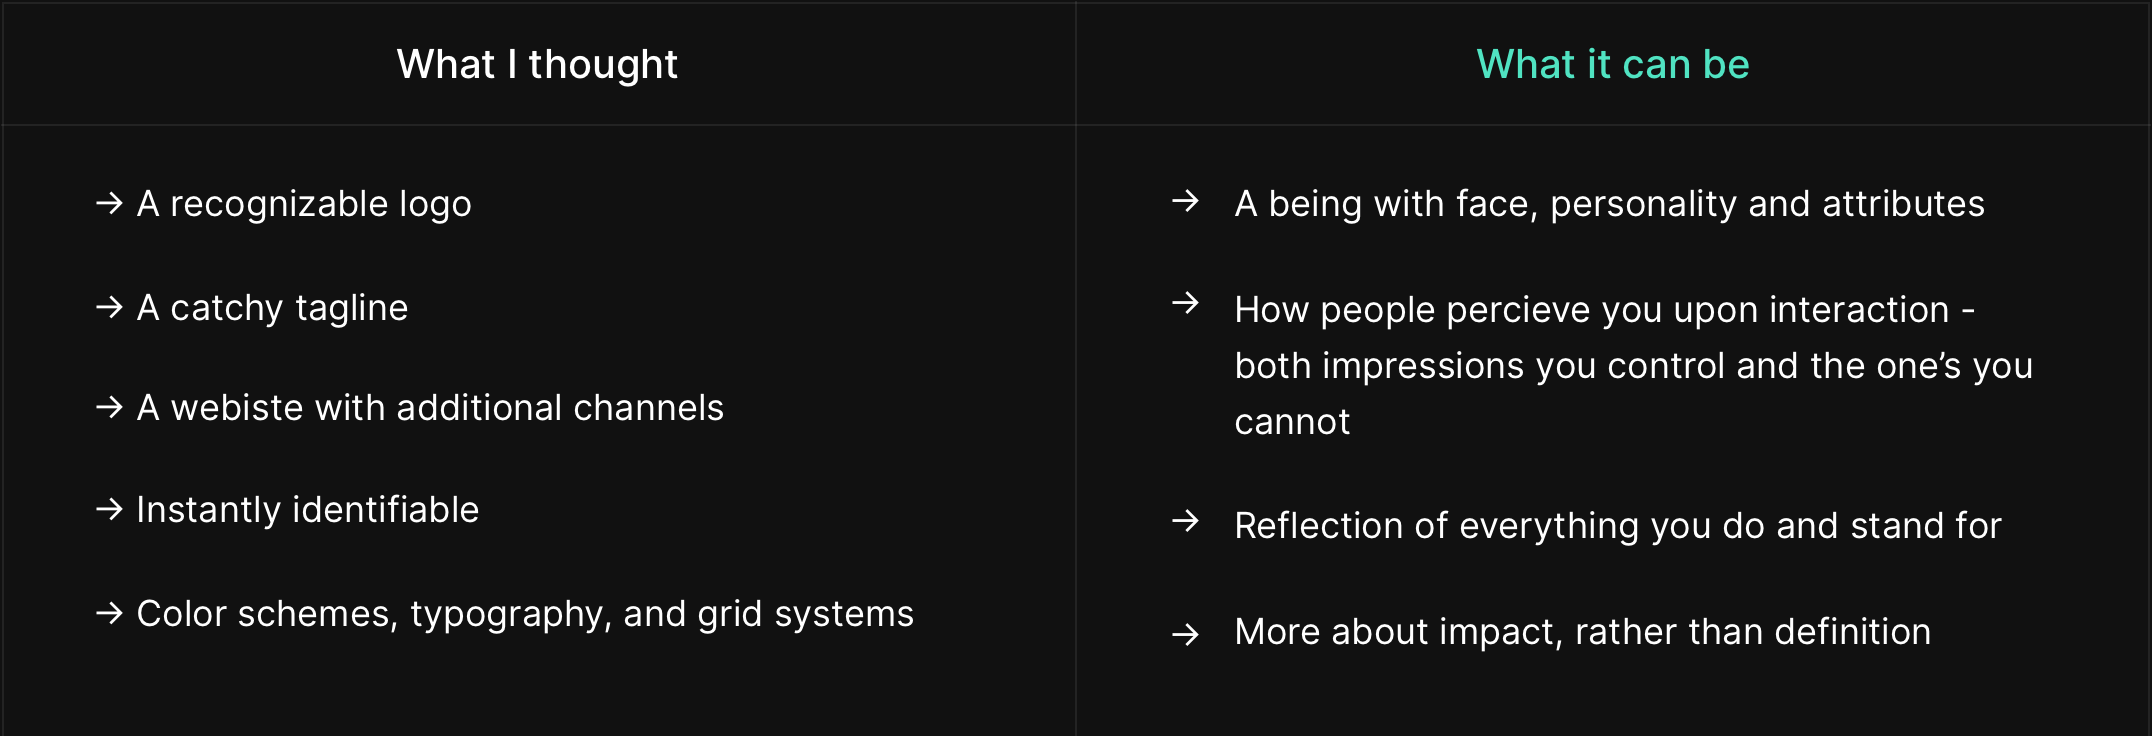 What I thought
What it can be
→ A recognizable logo
→ A catchy tagline
→ A webiste with additional channels
→ Instantly identifiable
→ Color schemes, typography, and grid systems
→ A being with face, personality and attributes
→ How people percieve you upon interaction -
both impressions you control and the one’s you
cannot
→ Reflection of everything you do and stand for
→ More about impact, rather than definition